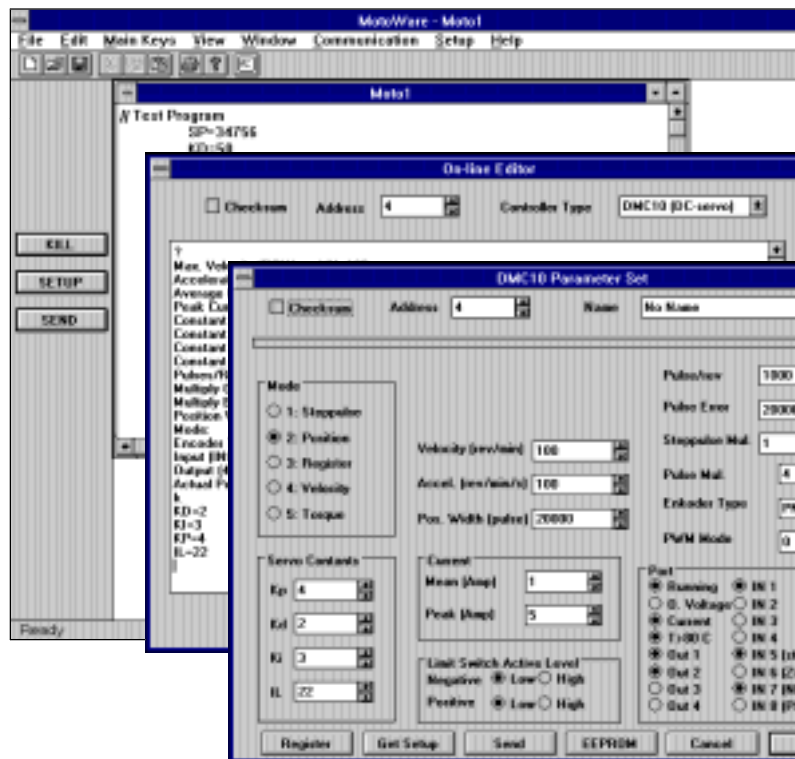 MotoWare - Moto1
File Edit Main Keys View Window Communication Setup Help
Moto1
// Test Program
SP=34756
KD=50
KILL
SETUP
SEND
Ready
On-line Editor
Checksum Address 4 Controller Type DMC10 (DC-servo)
?
Max. Velo
Accelerat
Average
Peak Cur
Constant
Constant
Constant
Constant
Pulses/R
Multiply
Multiply
Position
Mode:
Encoder
Input (IN
Output (4
Actual Po
k
KD=2
KI=3
KP=4
IL=22
DMC10 Parameter Set
Checksum Address 4 Name No Name
Mode
1: Steppulse
2: Position
3: Register
4: Velocity
5: Torque
Velocity (rev/min) 100
Accel. (rev/min/s) 100
Pos. Width (pulse) 20000
Pulse/rev 1000
Pulse Error 20000
Steppulse Mul. 1
Pulse Mul. 4
Enkoder Type
PWM Mode 0
Servo Contants
Kp 4
Kd 2
Ki 3
IL 22
Current
Mean (Amp) 1
Peak (Amp) 5
Limit Switch Active Level
Negative Low High
Positive Low High
Port
Running IN 1
O. Voltage IN 2
Current IN 3
T>80 C IN 4
Out 1 IN 5 (st
Out 2 IN 6 (Z
Out 3 IN 7 (N
Out 4 IN 8 (P
Register Get Setup Send EEPROM Cancel